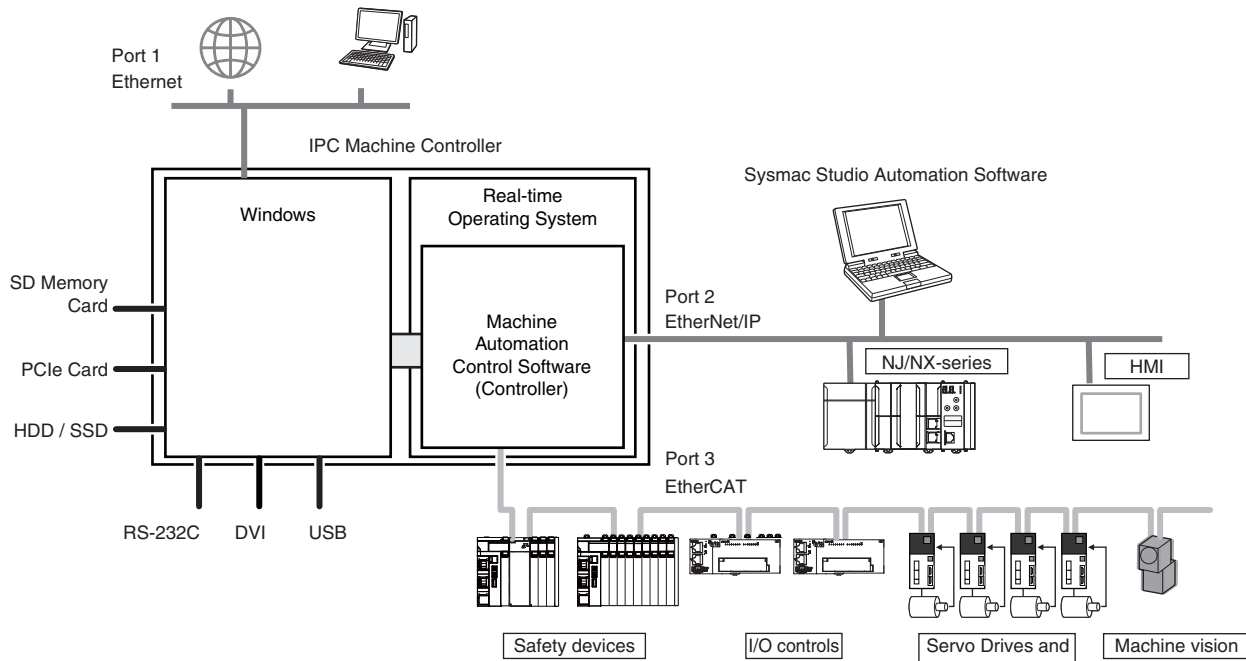 Port 1
Ethernet
IPC Machine Controller
Windows
Real-time
Operating System
Machine
Automation
Control Software
(Controller)
SD Memory
Card
PCIe Card
HDD / SSD
RS-232C
DVI
USB
Sysmac Studio Automation Software
Port 2
EtherNet/IP
NJ/NX-series
HMI
Port 3
EtherCAT
Safety devices
I/O controls
Servo Drives and
Machine vision